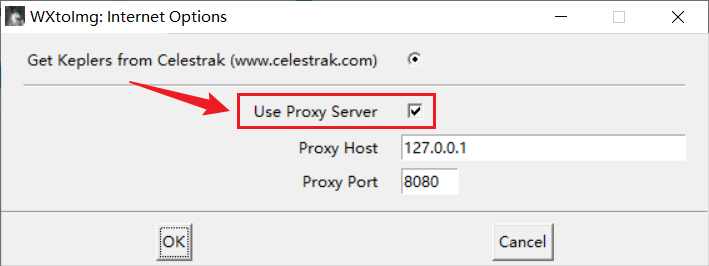 WXtoImg: Internet Options
Get Keplers from Celestrak (www.celestrak.com)
Use Proxy Server
Proxy Host 127.0.0.1
Proxy Port 8080
OK Cancel